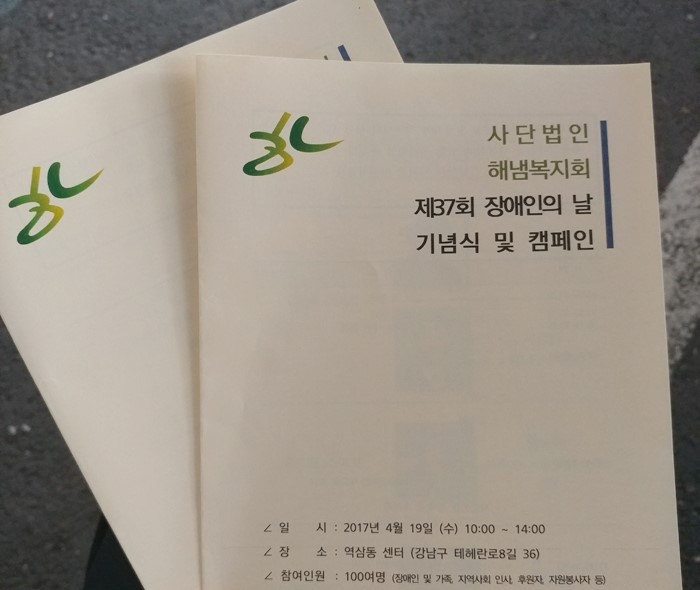 사단법인
해냄복지회
제37회 장애인의 날
기념식 및 캠페인
∠ 일 시 : 2017년 4월 19일 (수) 10:00 ~ 14:00
∠ 장 소 : 역삼동 센터 (강남구 테헤란로8길 36)
∠ 참여인원 : 100여명 (장애인 및 가족, 지역사회 인사, 후원자, 자원봉사자 등)